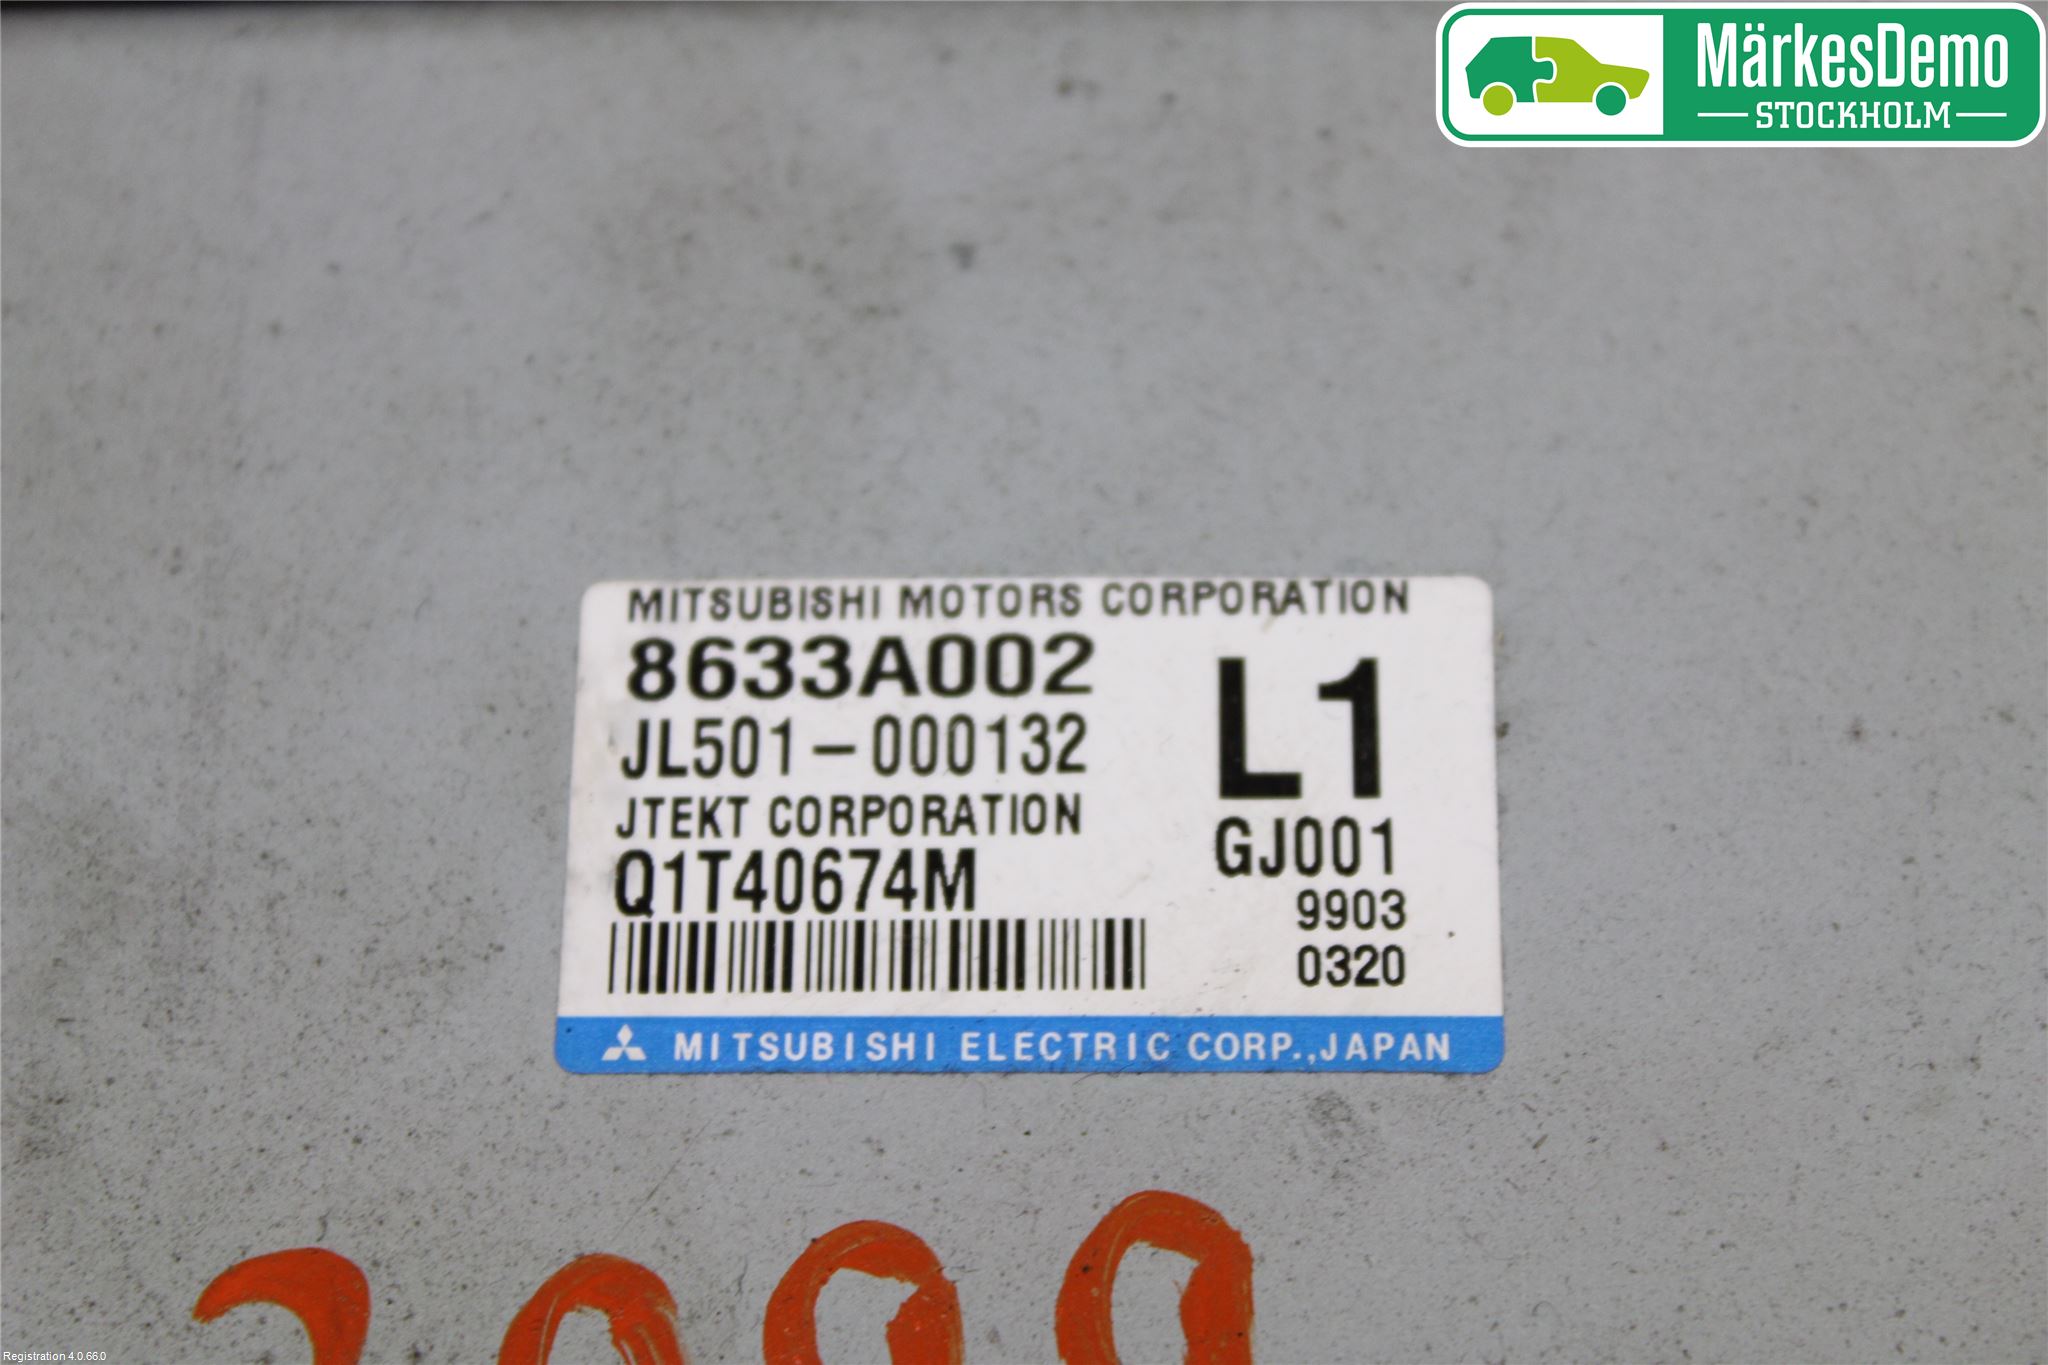 MärkesDemo
STOCKHOLM
MITSUBISHI MOTORS CORPORATION
8633A002
L1
JL501-000132
JTEKT CORPORATION
GJ001
Q1T40674M
9903
0320
MITSUBISHI ELECTRIC CORP.,JAPAN
Registration 4.0.66.0